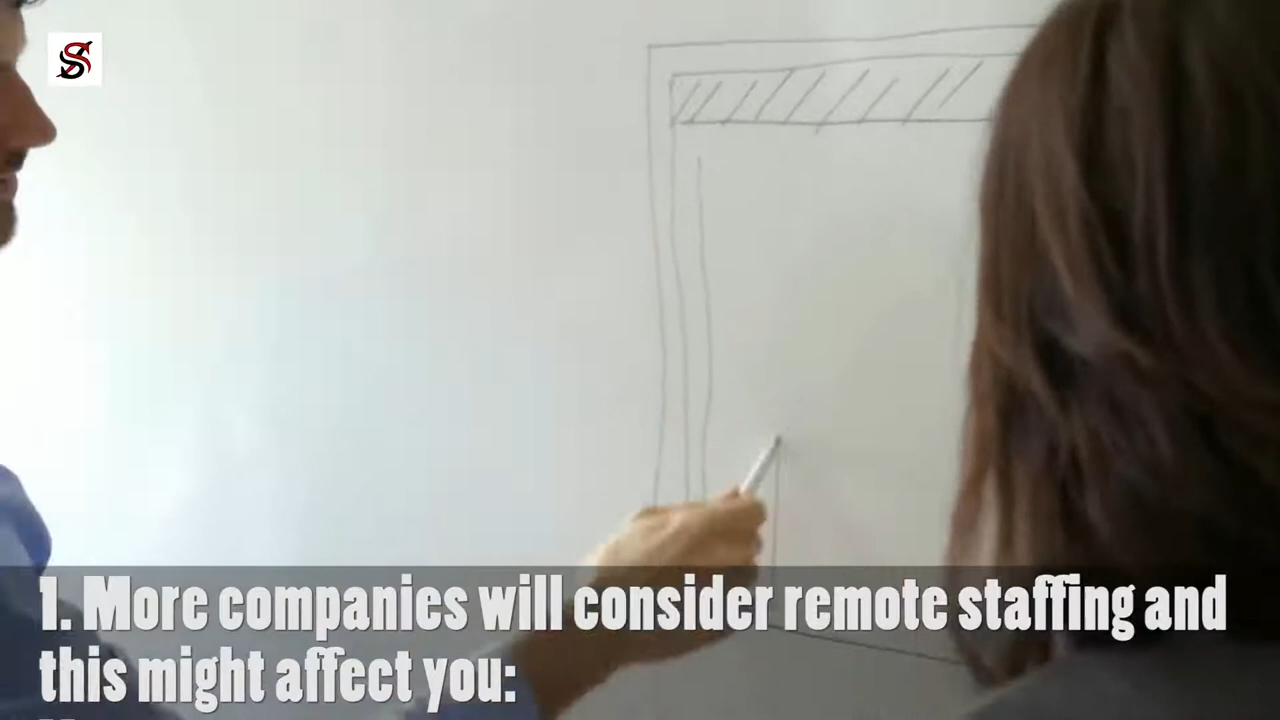 1. More companies will consider remote staffing and
this might affect you: